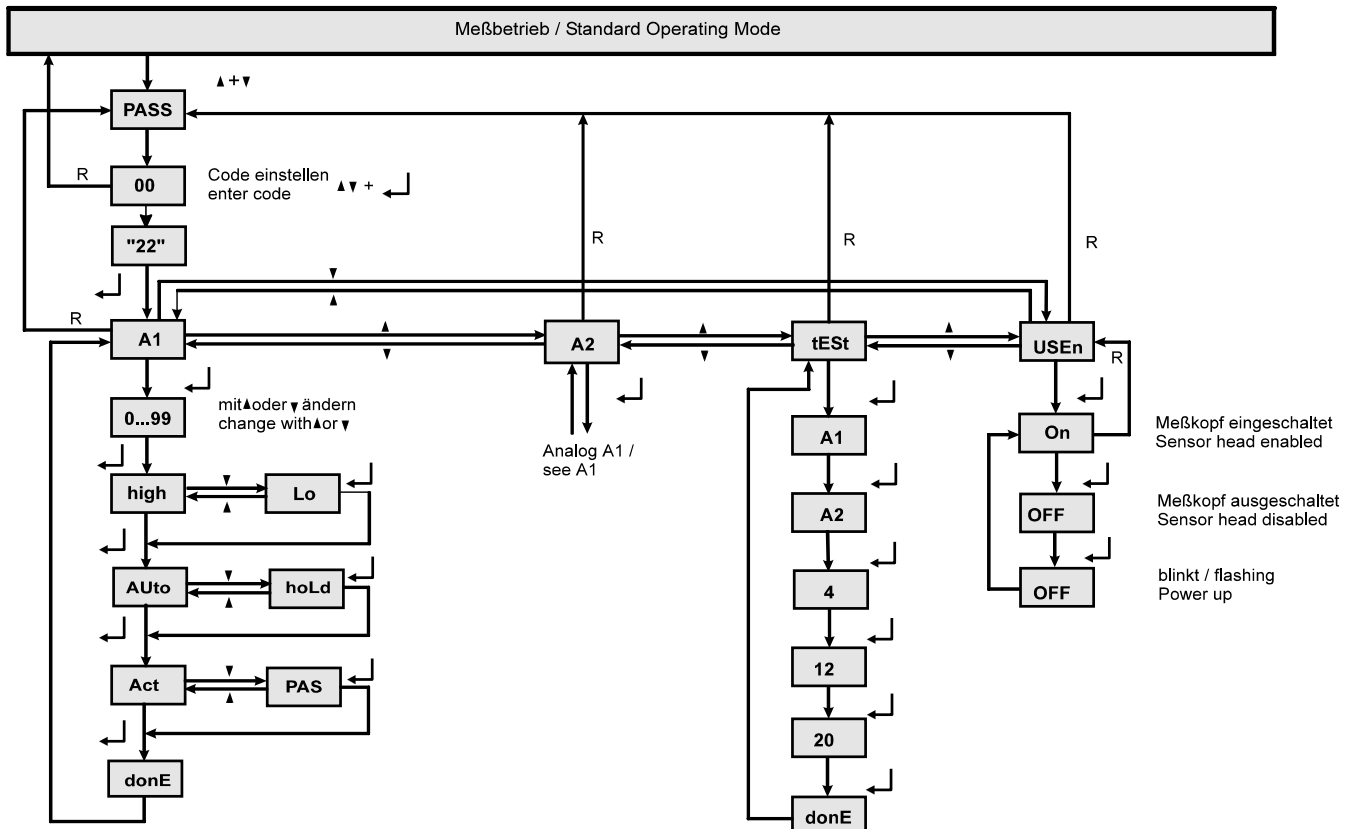 Meßbetrieb / Standard Operating Mode
▲+▼
PASS
R
00
Code einstellen ▲▼ +
enter code
"22"
R
R
R
▼
▲
R
A1
▲
▼
A2
▲
▼
tESt
▲
▼
USEn
R
0...99
mit▲oder▼ändern
change with▲or▼
Analog A1 /
see A1
A1
On
Meßkopf eingeschaltet
Sensor head enabled
high
▼
▲
Lo
A2
OFF
Meßkopf ausgeschaltet
Sensor head disabled
AUto
▼
▲
hoLd
4
OFF
blinkt / flashing
Power up
Act
▼
▲
PAS
12
20
donE
donE